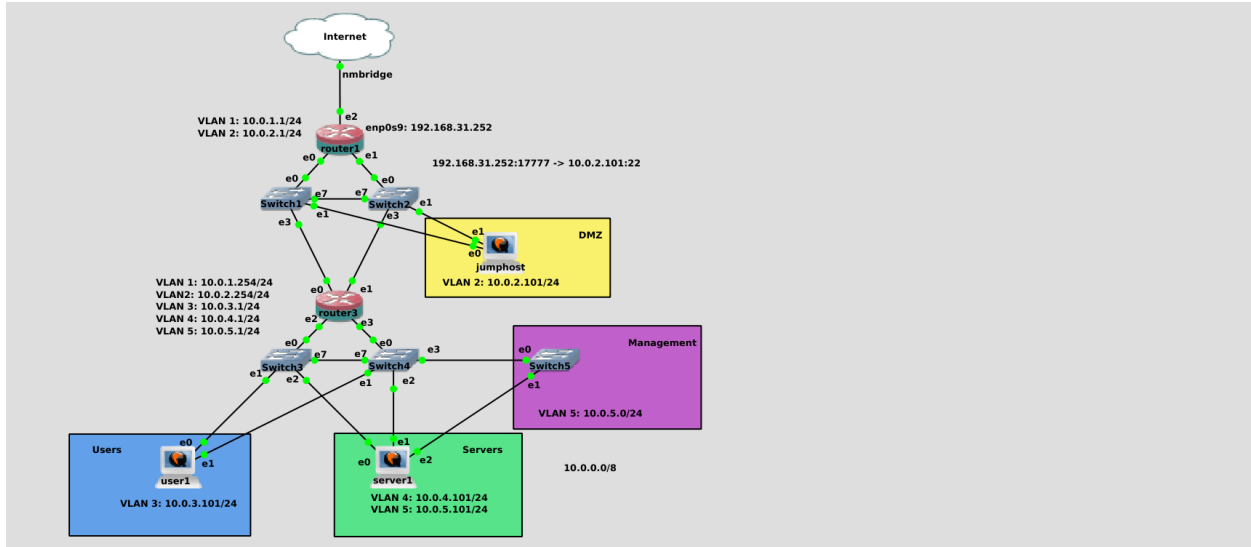 Internet
nmbridge
e2
VLAN 1: 10.0.1.1/24
VLAN 2: 10.0.2.1/24
enp0s9: 192.168.31.252
router1
e0
e1
192.168.31.252:17777 -> 10.0.2.101:22
e0
e0
Switch1
e7
e7
Switch2
e1
e3
e3
e1
DMZ
e1
e0
jumphost
VLAN 2: 10.0.2.101/24
VLAN 1: 10.0.1.254/24
VLAN2: 10.0.2.254/24
VLAN 3: 10.0.3.1/24
VLAN 4: 10.0.4.1/24
VLAN 5: 10.0.5.1/24
e0
e1
router3
e2
e3
e0
e0
Switch3
e7
e7
Switch4
e3
e1
e2
e1
e2
Management
e0
Switch5
e1
VLAN 5: 10.0.5.0/24
Users
e0
e1
user1
VLAN 3: 10.0.3.101/24
Servers
e1
e0
e2
server1
VLAN 4: 10.0.4.101/24
VLAN 5: 10.0.5.101/24
10.0.0.0/8